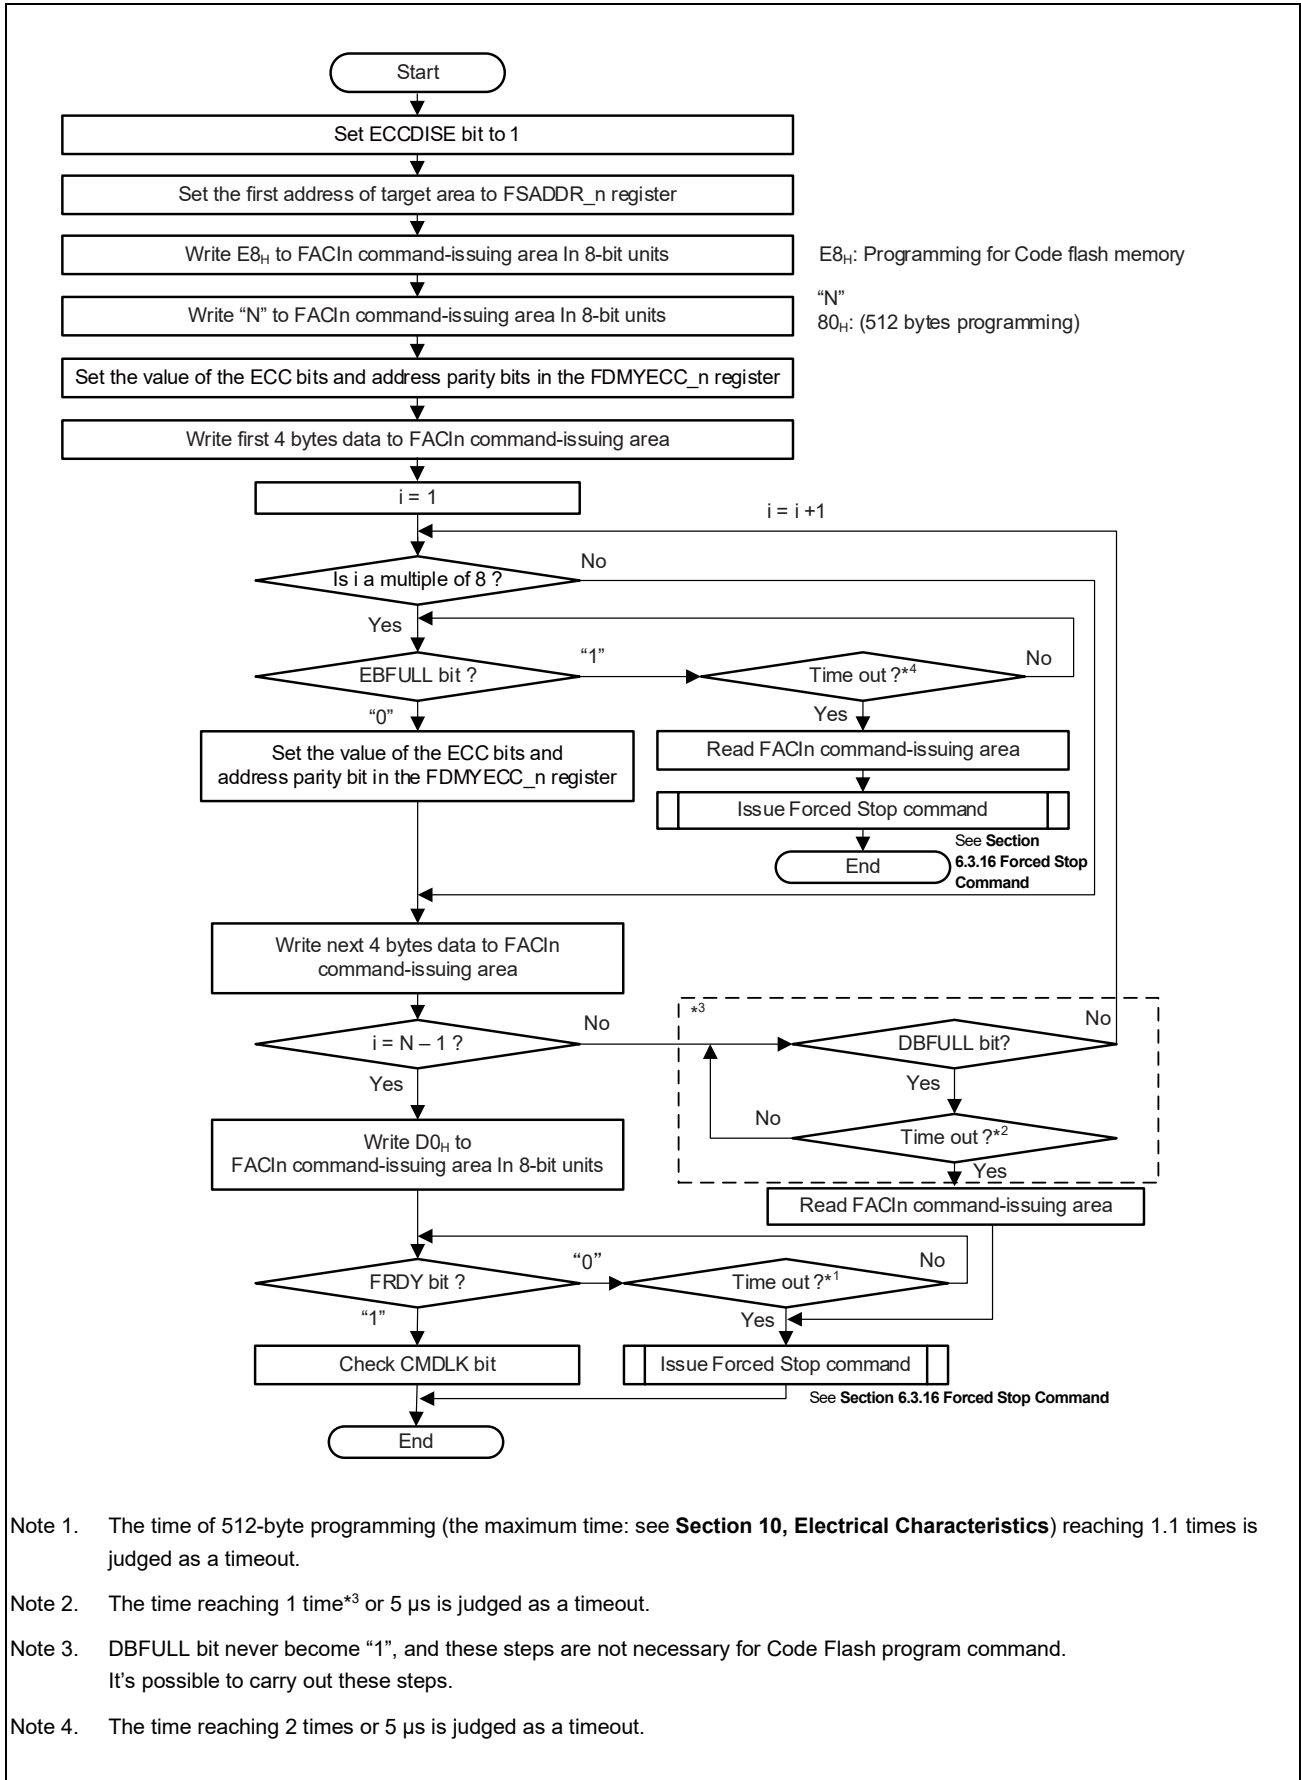 Start
Set ECCDISE bit to 1
Set the first address of target area to FSADDR_n register
Write E8H to FACIn command-issuing area In 8-bit units
E8H: Programming for Code flash memory
Write “N” to FACIn command-issuing area In 8-bit units
“N”
80H: (512 bytes programming)
Set the value of the ECC bits and address parity bits in the FDMYECC_n register
Write first 4 bytes data to FACIn command-issuing area
i = 1
i = i +1
Is i a multiple of 8 ?
No
Yes
EBFULL bit ?
“1”
Time out ?*4
No
“0”
Yes
Set the value of the ECC bits and
address parity bit in the FDMYECC_n register
Read FACIn command-issuing area
Issue Forced Stop command
End
See Section
6.3.16 Forced Stop
Command
Write next 4 bytes data to FACIn
command-issuing area
*3
i = N – 1 ?
No
DBFULL bit?
No
Yes
Yes
No
Time out ?*2
Yes
Write D0H to
FACIn command-issuing area In 8-bit units
Read FACIn command-issuing area
FRDY bit ?
“0”
Time out ?*1
No
“1”
Yes
Check CMDLK bit
Issue Forced Stop command
See Section 6.3.16 Forced Stop Command
End
Note 1. The time of 512-byte programming (the maximum time: see Section 10, Electrical Characteristics) reaching 1.1 times is
judged as a timeout.
Note 2. The time reaching 1 time*3 or 5 µs is judged as a timeout.
Note 3. DBFULL bit never become “1”, and these steps are not necessary for Code Flash program command.
It’s possible to carry out these steps.
Note 4. The time reaching 2 times or 5 µs is judged as a timeout.